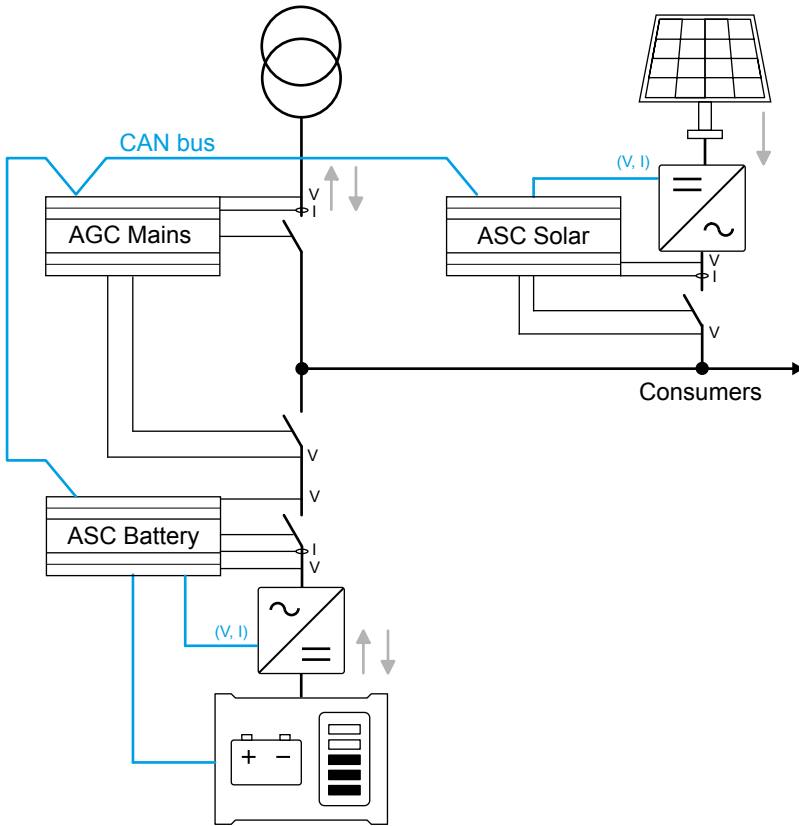 CAN bus
(V, I)
V
I
AGC Mains
ASC Solar
V
I
V
Consumers
V
V
ASC Battery
I
V
(V, I)
+ −